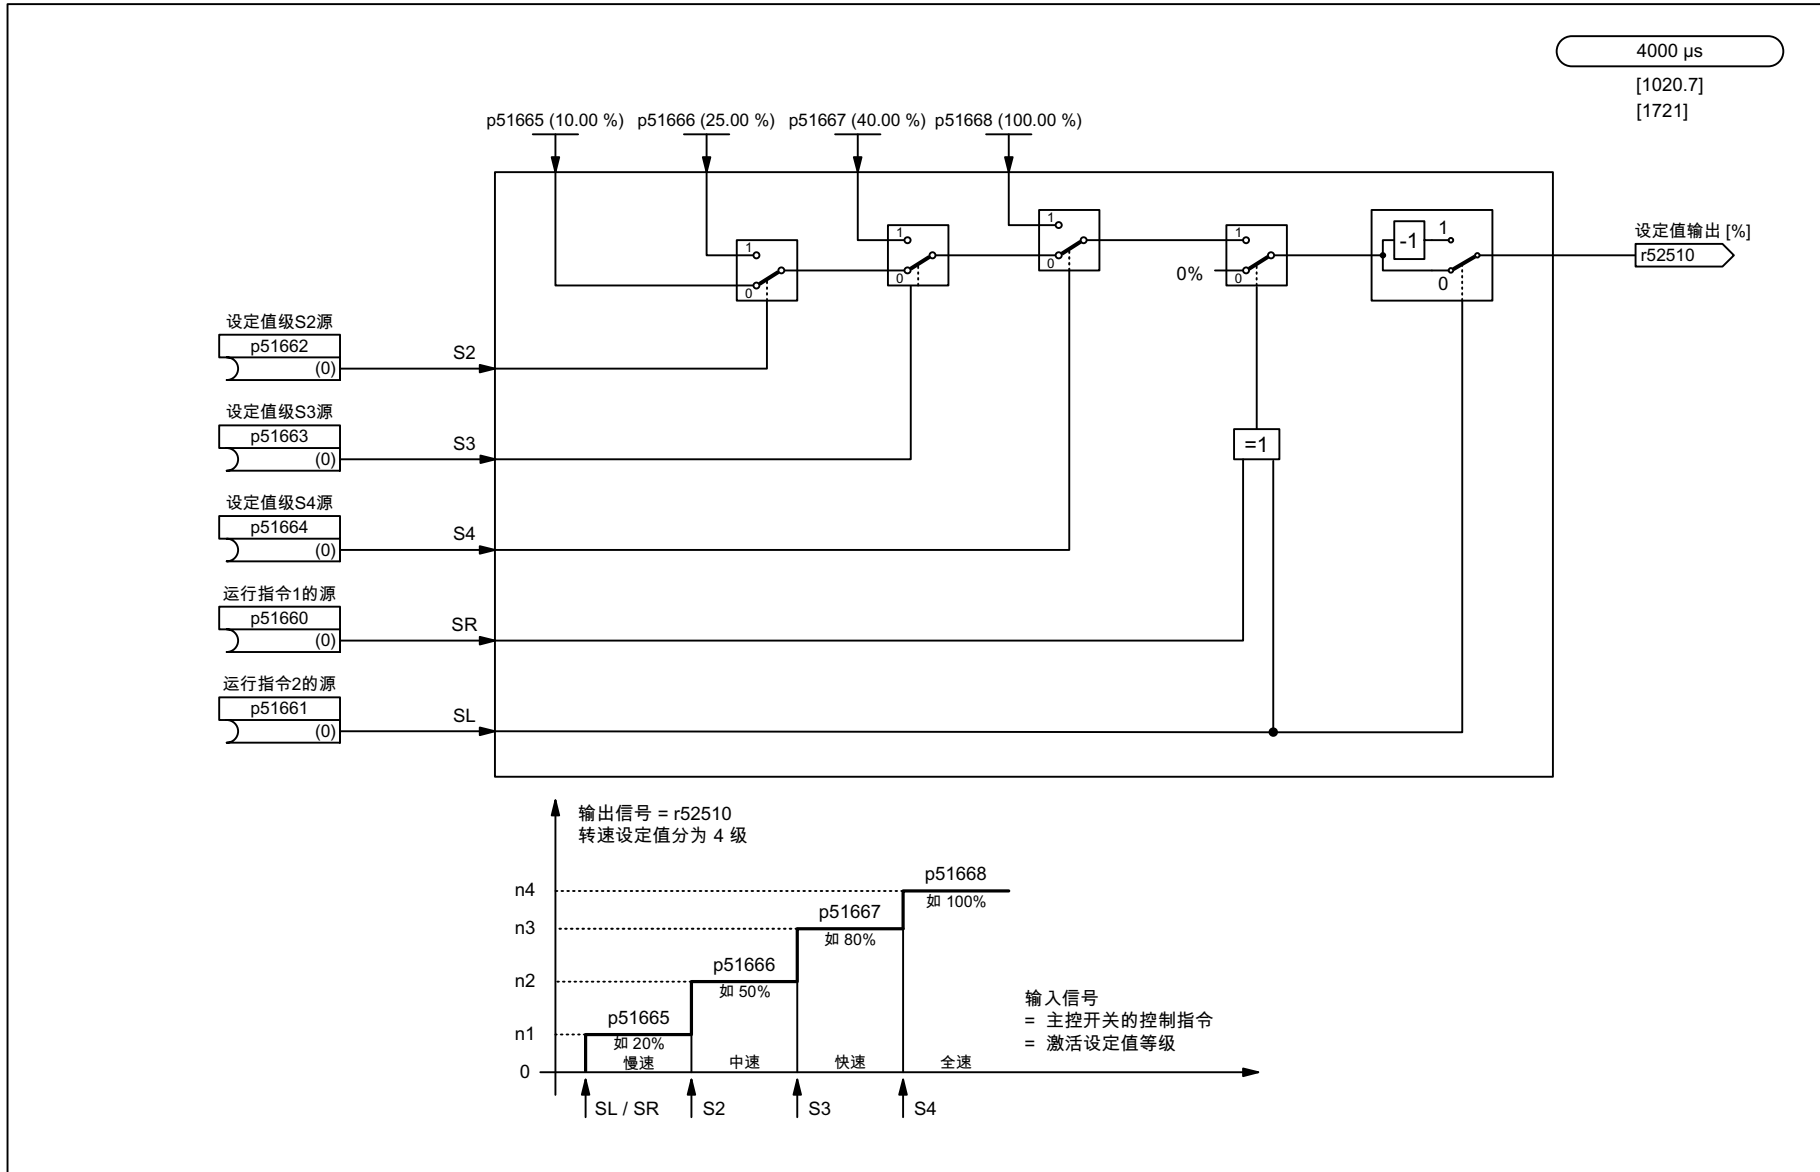 4000 µs
[1020.7]
[1721]
p51665 (10.00 %)
p51666 (25.00 %)
p51667 (40.00 %)
p51668 (100.00 %)
1
0
1
0
1
0
1
0%
0
-1
1
0
设定值输出 [%]
r52510
设定值级S2源
p51662
(0)
S2
设定值级S3源
p51663
(0)
S3
=1
设定值级S4源
p51664
(0)
S4
运行指令1的源
p51660
(0)
SR
运行指令2的源
p51661
(0)
SL
输出信号 = r52510
转速设定值分为 4 级
n4
p51668
如 100%
n3
p51667
如 80%
n2
p51666
如 50%
n1
p51665
如 20%
输入信号
= 主控开关的控制指令
= 激活设定值等级
0
慢速
中速
快速
全速
SL / SR
S2
S3
S4